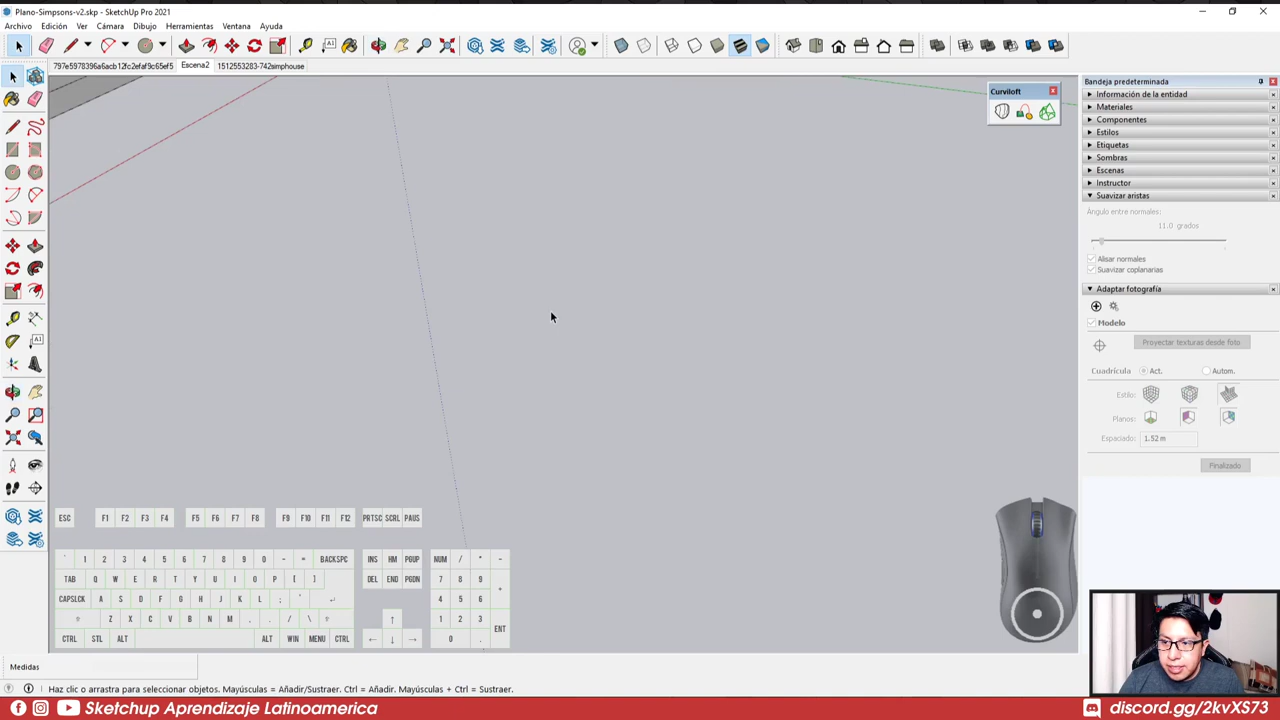 Plano-Simpsons-v2.skp - SketchUp Pro 2021
Archivo Edición Ver Cámara Dibujo Herramientas Ventana Ayuda
797e5978396a6acb12fc2efaf9c65ef5 Escena2 1512553283-742simphouse
Curviloft
Bandeja predeterminada
Información de la entidad
Materiales
Componentes
Estilos
Etiquetas
Sombras
Escenas
Instructor
Suavizar aristas
Ángulo entre normales:
11.0 grados
Alisar normales
Suavizar coplanarias
Adaptar fotografía
Modelo
Proyectar texturas desde foto
Cuadrícula Act. Autom.
Estilo:
Planos:
Espaciado: 1.52 m
Finalizado
ESC F1 F2 F3 F4 F5 F6 F7 F8 F9 F10 F11 F12 PRTSC SCRL PAUS
` 1 2 3 4 5 6 7 8 9 0 - = BACKSPC INS HM PGUP NUM / * -
TAB Q W E R T Y U I O P [ ] DEL END PGDN 7 8 9 +
CAPSLCK A S D F G H J K L ; ' 4 5 6
Z X C V B N M , . / \ ↑ 1 2 3 ENT
CTRL STL ALT ALT WIN MENU CTRL ← ↓ → 0 .
Medidas
Haz clic o arrastra para seleccionar objetos. Mayúsculas = Añadir/Sustraer. Ctrl = Añadir. Mayúsculas + Ctrl = Sustraer.
Sketchup Aprendizaje Latinoamerica
discord.gg/2kvXS73